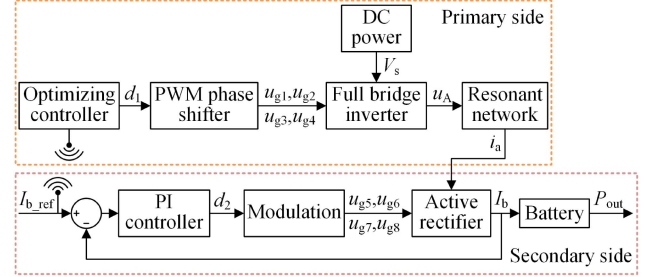 DC power
Primary side
V_s
Optimizing controller
d_1
PWM phase shifter
u_g1,u_g2
u_g3,u_g4
Full bridge inverter
u_A
Resonant network
i_a
I_b_ref
+
−
PI controller
d_2
Modulation
u_g5,u_g6
u_g7,u_g8
Active rectifier
I_b
Battery
P_out
Secondary side